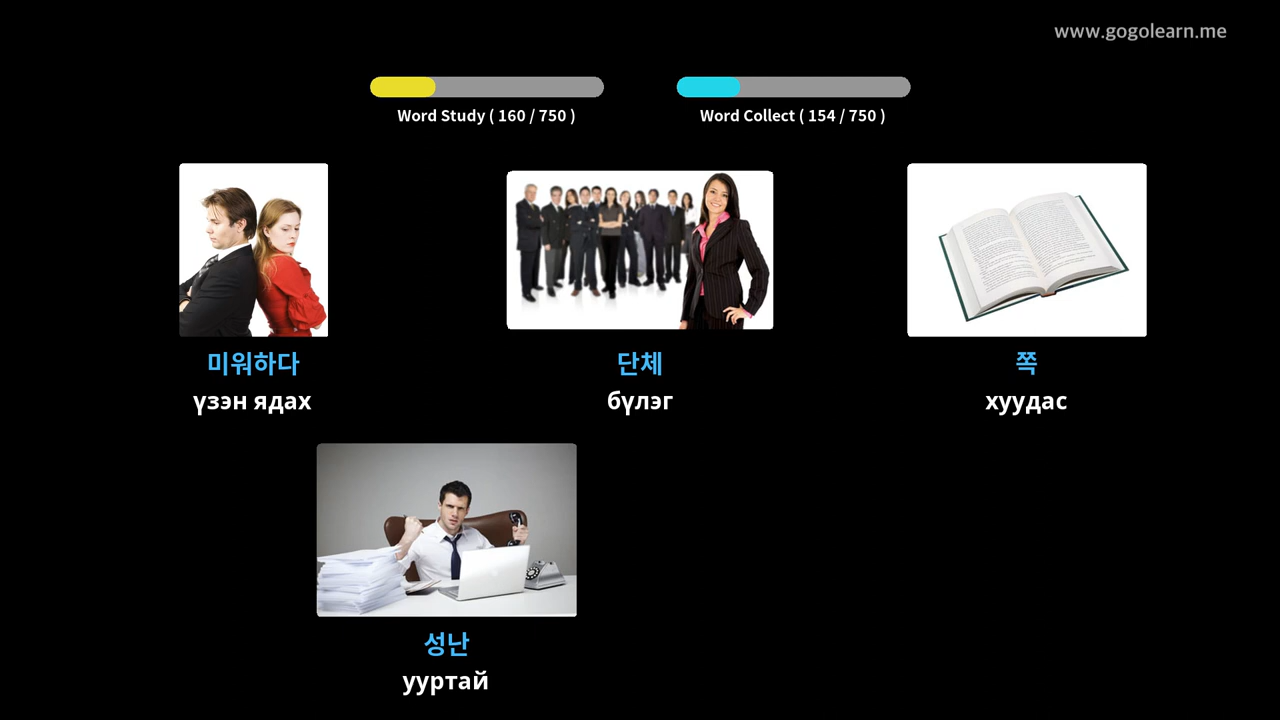 www.gogolearn.me
Word Study ( 160 / 750 )
Word Collect ( 154 / 750 )
미워하다
үзэн ядах
단체
бүлэг
쪽
хуудас
성난
ууртай